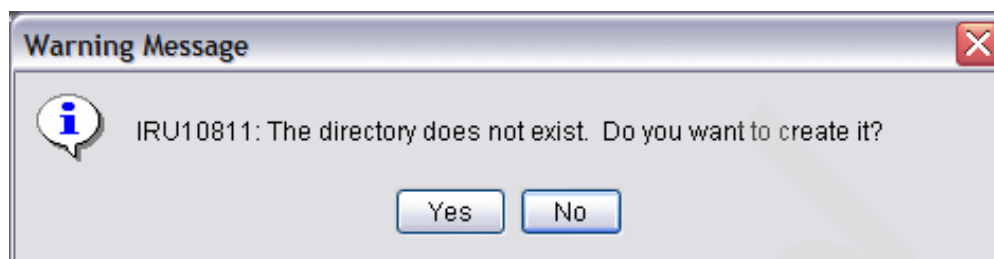 Warning Message
IRU10811: The directory does not exist. Do you want to create it?
Yes No